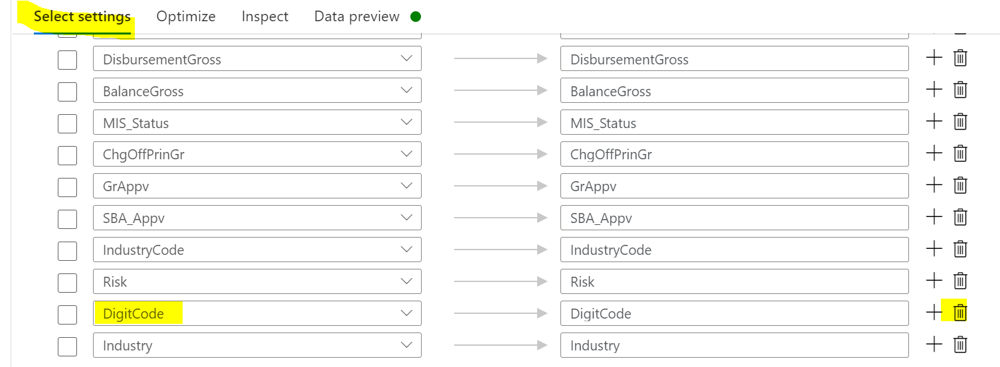 Select settings Optimize Inspect Data preview
DisbursementGross DisbursementGross
BalanceGross BalanceGross
MIS_Status MIS_Status
ChgOffPrinGr ChgOffPrinGr
GrAppv GrAppv
SBA_Appv SBA_Appv
IndustryCode IndustryCode
Risk Risk
DigitCode DigitCode
Industry Industry